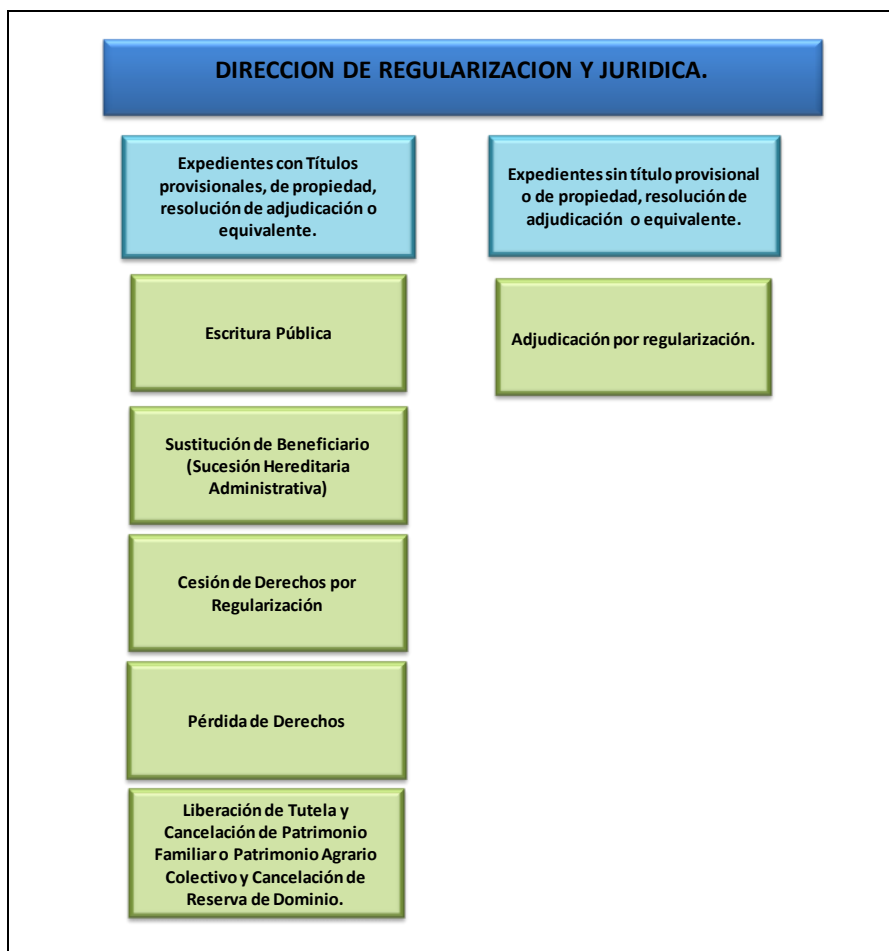 DIRECCION DE REGULARIZACION Y JURIDICA.
Expedientes con Títulos
provisionales, de propiedad,
resolución de adjudicación o
equivalente.
Expedientes sin título provisional
o de propiedad, resolución de
adjudicación o equivalente.
Escritura Pública
Adjudicación por regularización.
Sustitución de Beneficiario
(Sucesión Hereditaria
Administrativa)
Cesión de Derechos por
Regularización
Pérdida de Derechos
Liberación de Tutela y
Cancelación de Patrimonio
Familiar o Patrimonio Agrario
Colectivo y Cancelación de
Reserva de Dominio.